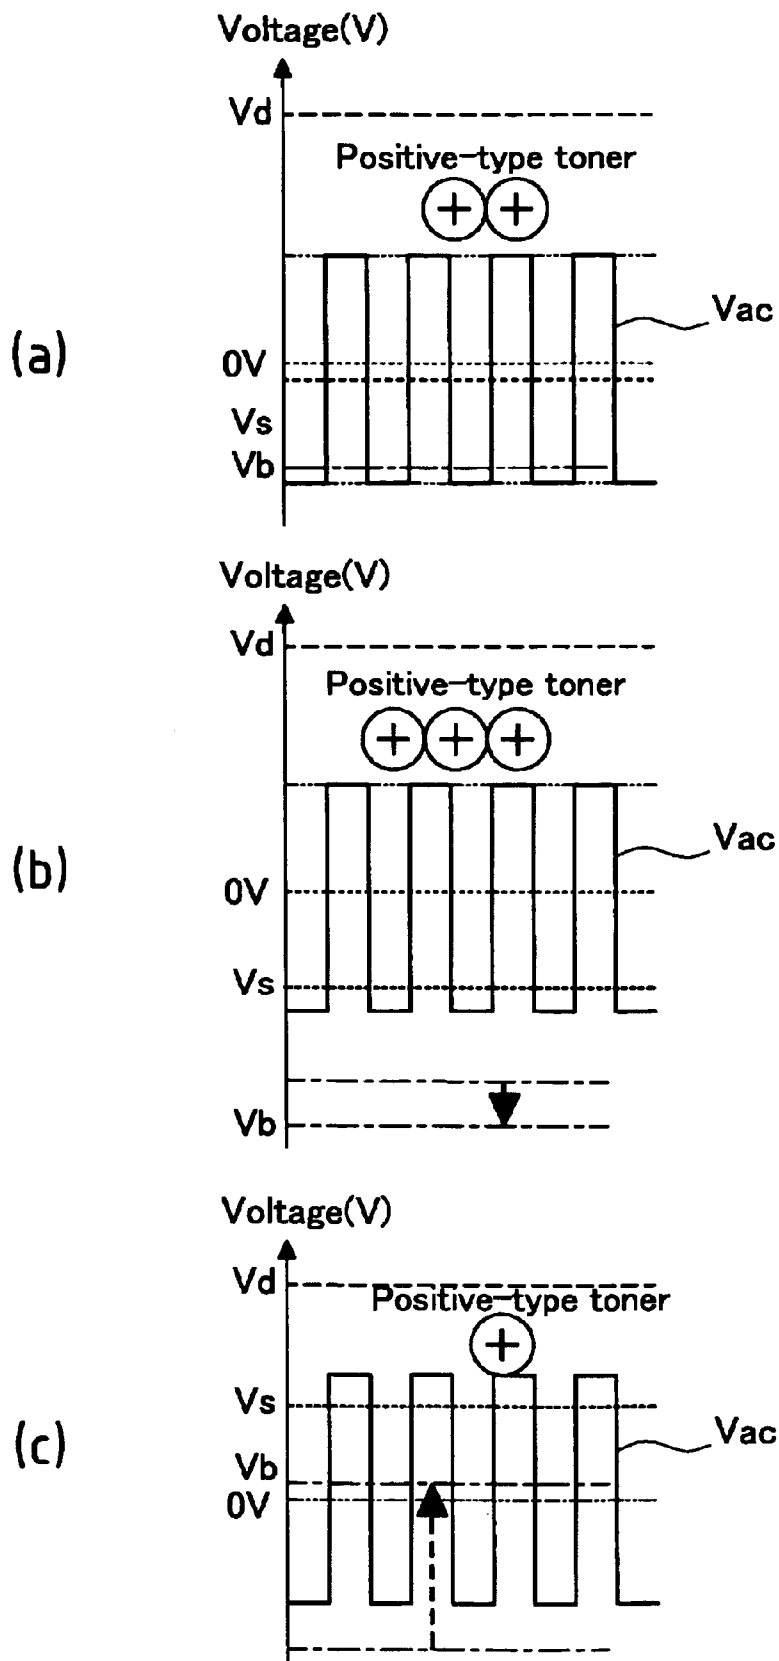 (a)
Voltage(V)
Vd
Positive-type toner
+ +
Vac
0V
Vs
Vb
(b)
Voltage(V)
Vd
Positive-type toner
+ + +
Vac
0V
Vs
Vb
(c)
Voltage(V)
Vd
Positive-type toner
+
Vs
Vac
Vb
0V